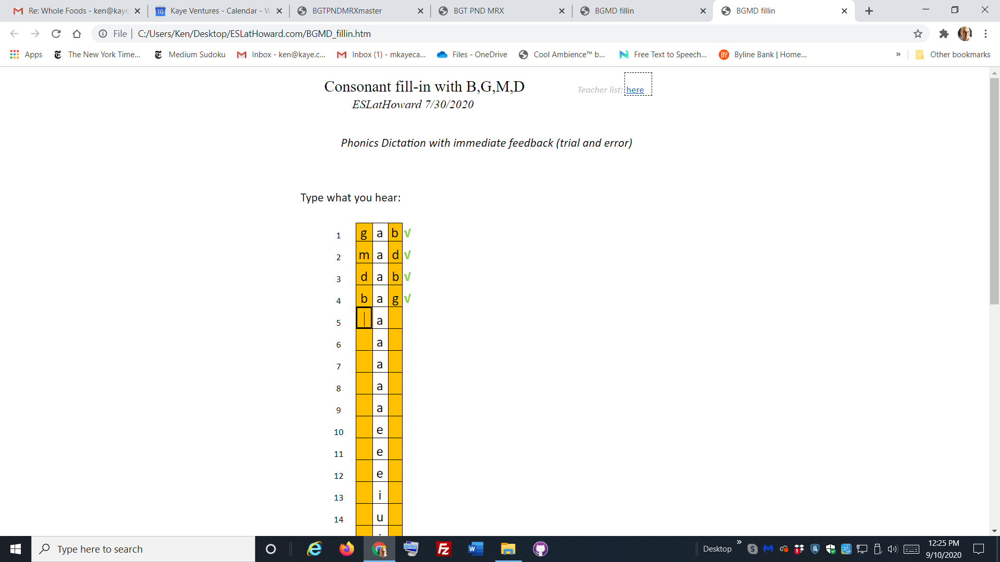 Re: Whole Foods - ken@kaye
Kaye Ventures - Calendar - W
BGTPNDMRXmaster
BGT PND MRX
BGMD fillin
BGMD fillin
File | C:/Users/Ken/Desktop/ESLatHoward.com/BGMD_fillin.htm
Apps
The New York Time...
Medium Sudoku
Inbox - ken@kaye.c...
Inbox (1) - mkayeca...
Files - OneDrive
Cool Ambience™ b...
Free Text to Speech...
Byline Bank | Home...
»
Other bookmarks
Consonant fill-in with B,G,M,D
Teacher list: here
ESLatHoward 7/30/2020
Phonics Dictation with immediate feedback (trial and error)
Type what you hear:
1 g a b √
2 m a d √
3 d a b √
4 b a g √
5 a
6 a
7 a
8 a
9 a
10 e
11 e
12 e
13 i
14 u
Type here to search
Desktop »
12:25 PM
9/10/2020